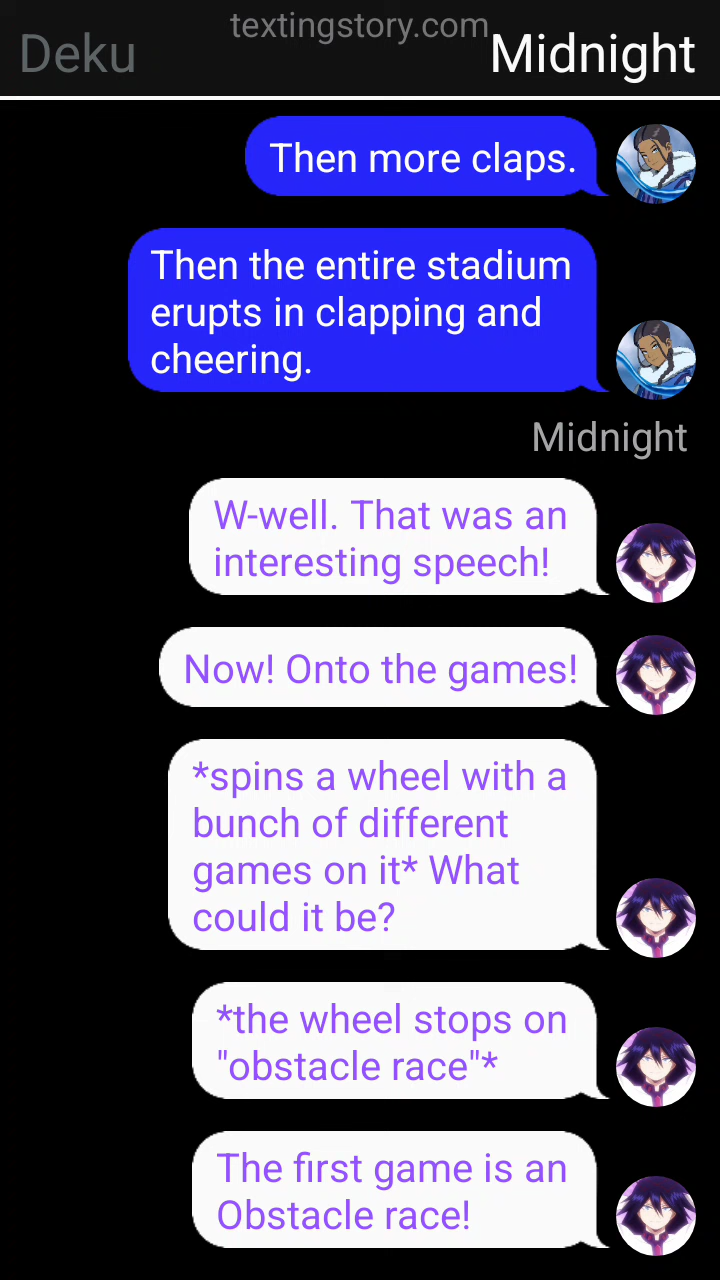 textingstory.com
Deku
Midnight
Then more claps.
Then the entire stadium
erupts in clapping and
cheering.
Midnight
W-well. That was an
interesting speech!
Now! Onto the games!
*spins a wheel with a
bunch of different
games on it* What
could it be?
*the wheel stops on
"obstacle race"*
The first game is an
Obstacle race!